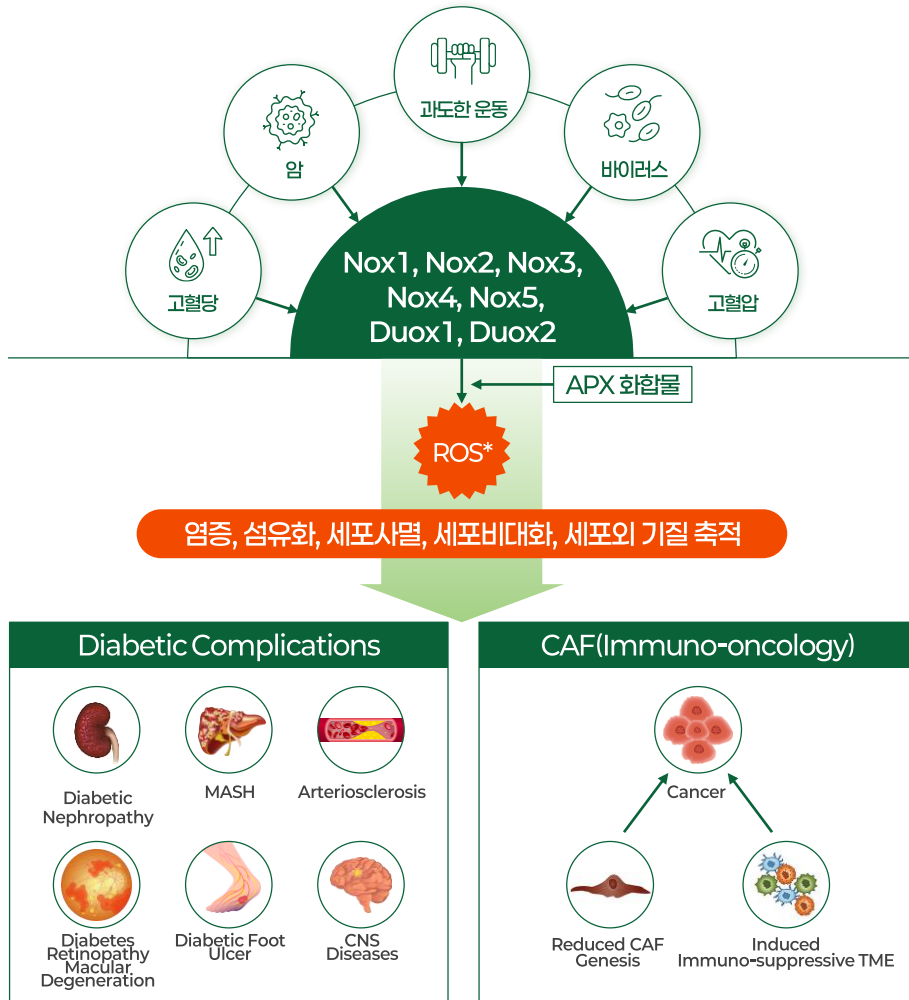 과도한 운동
암
바이러스
고혈당
고혈압
Nox1, Nox2, Nox3,
Nox4, Nox5,
Duox1, Duox2
APX 화합물
ROS*
염증, 섬유화, 세포사멸, 세포비대화, 세포외 기질 축적
Diabetic Complications
Diabetic
Nephropathy
MASH
Arteriosclerosis
Diabetes
Retinopathy
Macular
Degeneration
Diabetic Foot
Ulcer
CNS
Diseases
CAF(Immuno-oncology)
Cancer
Reduced CAF
Genesis
Induced
Immuno-suppressive TME